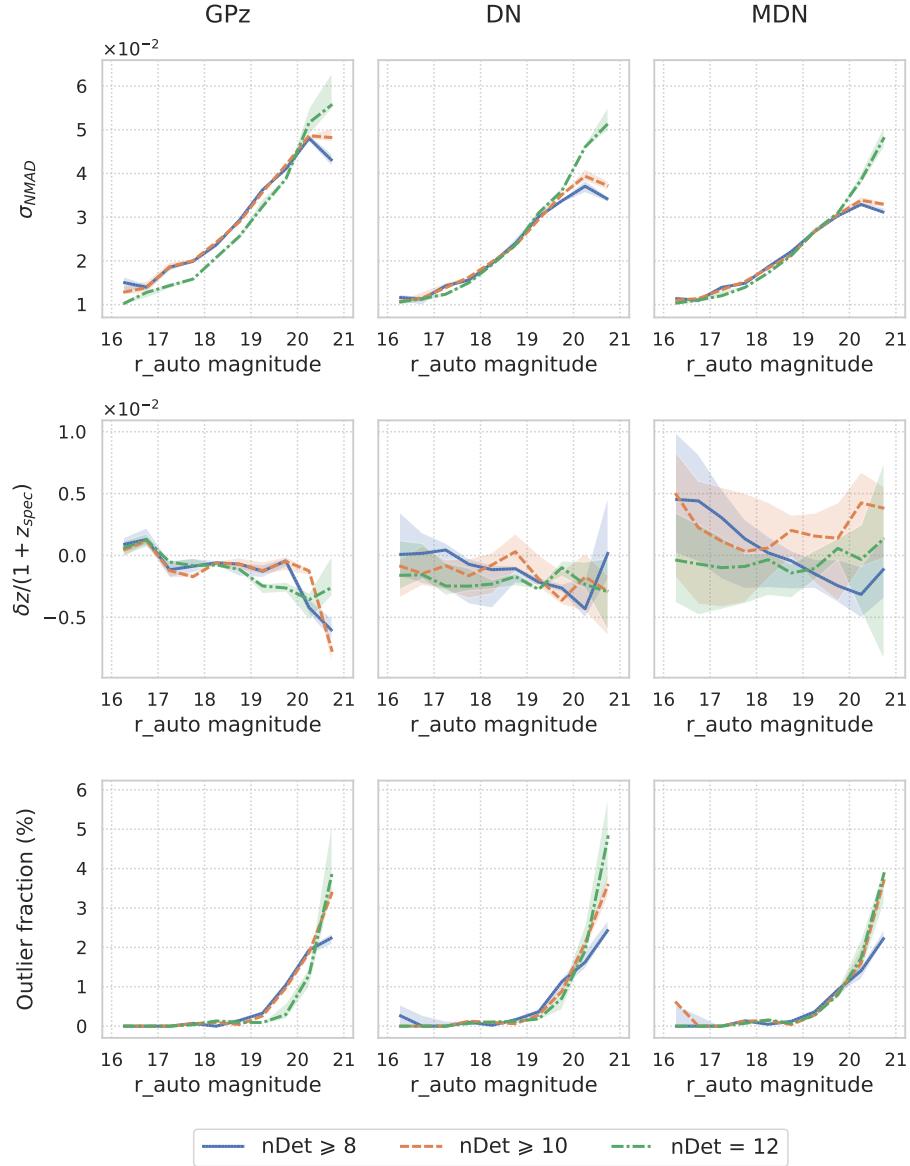 GPz DN MDN
×10⁻²
6
5
4
3
2
1
σ_NMAD
16 17 18 19 20 21 16 17 18 19 20 21 16 17 18 19 20 21
r_auto magnitude r_auto magnitude r_auto magnitude
×10⁻²
1.0
0.5
0.0
−0.5
δz/(1 + z_spec)
16 17 18 19 20 21 16 17 18 19 20 21 16 17 18 19 20 21
r_auto magnitude r_auto magnitude r_auto magnitude
6
5
4
3
2
1
0
Outlier fraction (%)
16 17 18 19 20 21 16 17 18 19 20 21 16 17 18 19 20 21
r_auto magnitude r_auto magnitude r_auto magnitude
nDet ⩾ 8 nDet ⩾ 10 nDet = 12